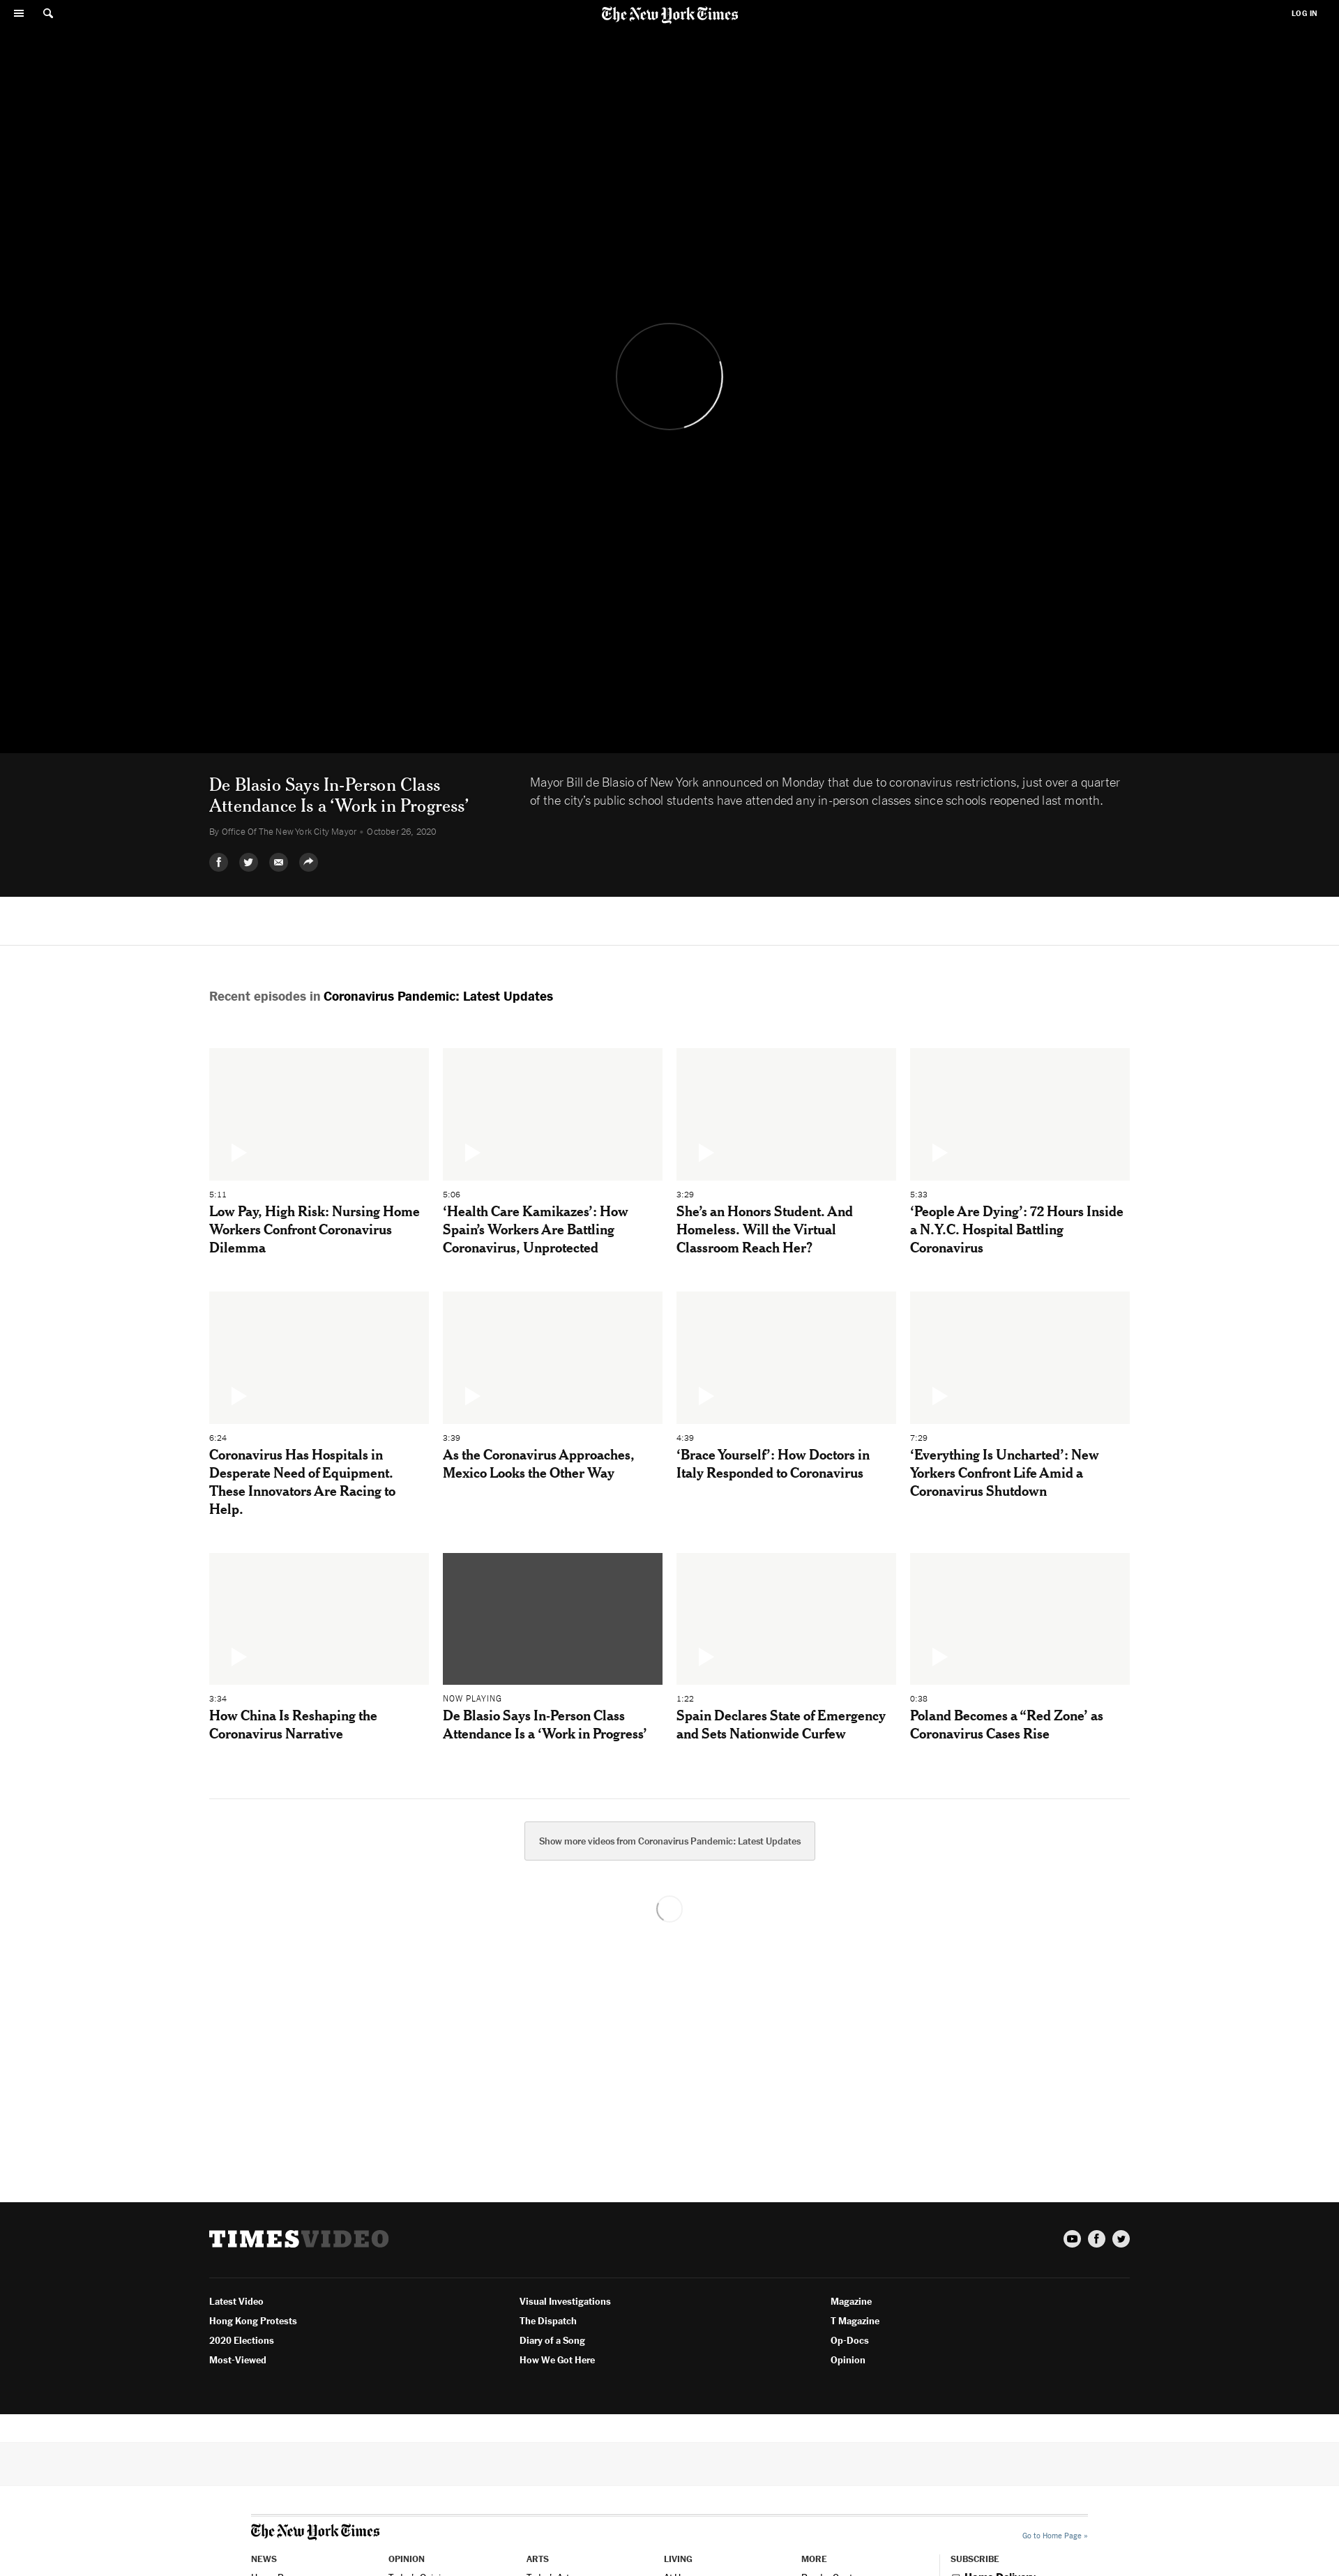 The New York Times
LOG IN
De Blasio Says In-Person Class
Attendance Is a ‘Work in Progress’
By Office Of The New York City Mayor • October 26, 2020
Mayor Bill de Blasio of New York announced on Monday that due to coronavirus restrictions, just over a quarter
of the city’s public school students have attended any in-person classes since schools reopened last month.
Recent episodes in Coronavirus Pandemic: Latest Updates
5:11
Low Pay, High Risk: Nursing Home
Workers Confront Coronavirus
Dilemma
5:06
‘Health Care Kamikazes’: How
Spain’s Workers Are Battling
Coronavirus, Unprotected
3:29
She’s an Honors Student. And
Homeless. Will the Virtual
Classroom Reach Her?
5:33
‘People Are Dying’: 72 Hours Inside
a N.Y.C. Hospital Battling
Coronavirus
6:24
Coronavirus Has Hospitals in
Desperate Need of Equipment.
These Innovators Are Racing to
Help.
3:39
As the Coronavirus Approaches,
Mexico Looks the Other Way
4:39
‘Brace Yourself’: How Doctors in
Italy Responded to Coronavirus
7:29
‘Everything Is Uncharted’: New
Yorkers Confront Life Amid a
Coronavirus Shutdown
3:34
How China Is Reshaping the
Coronavirus Narrative
NOW PLAYING
De Blasio Says In-Person Class
Attendance Is a ‘Work in Progress’
1:22
Spain Declares State of Emergency
and Sets Nationwide Curfew
0:38
Poland Becomes a “Red Zone’ as
Coronavirus Cases Rise
Show more videos from Coronavirus Pandemic: Latest Updates
TIMESVIDEO
Latest Video
Hong Kong Protests
2020 Elections
Most-Viewed
Visual Investigations
The Dispatch
Diary of a Song
How We Got Here
Magazine
T Magazine
Op-Docs
Opinion
The New York Times
Go to Home Page »
NEWS
OPINION
ARTS
LIVING
MORE
SUBSCRIBE